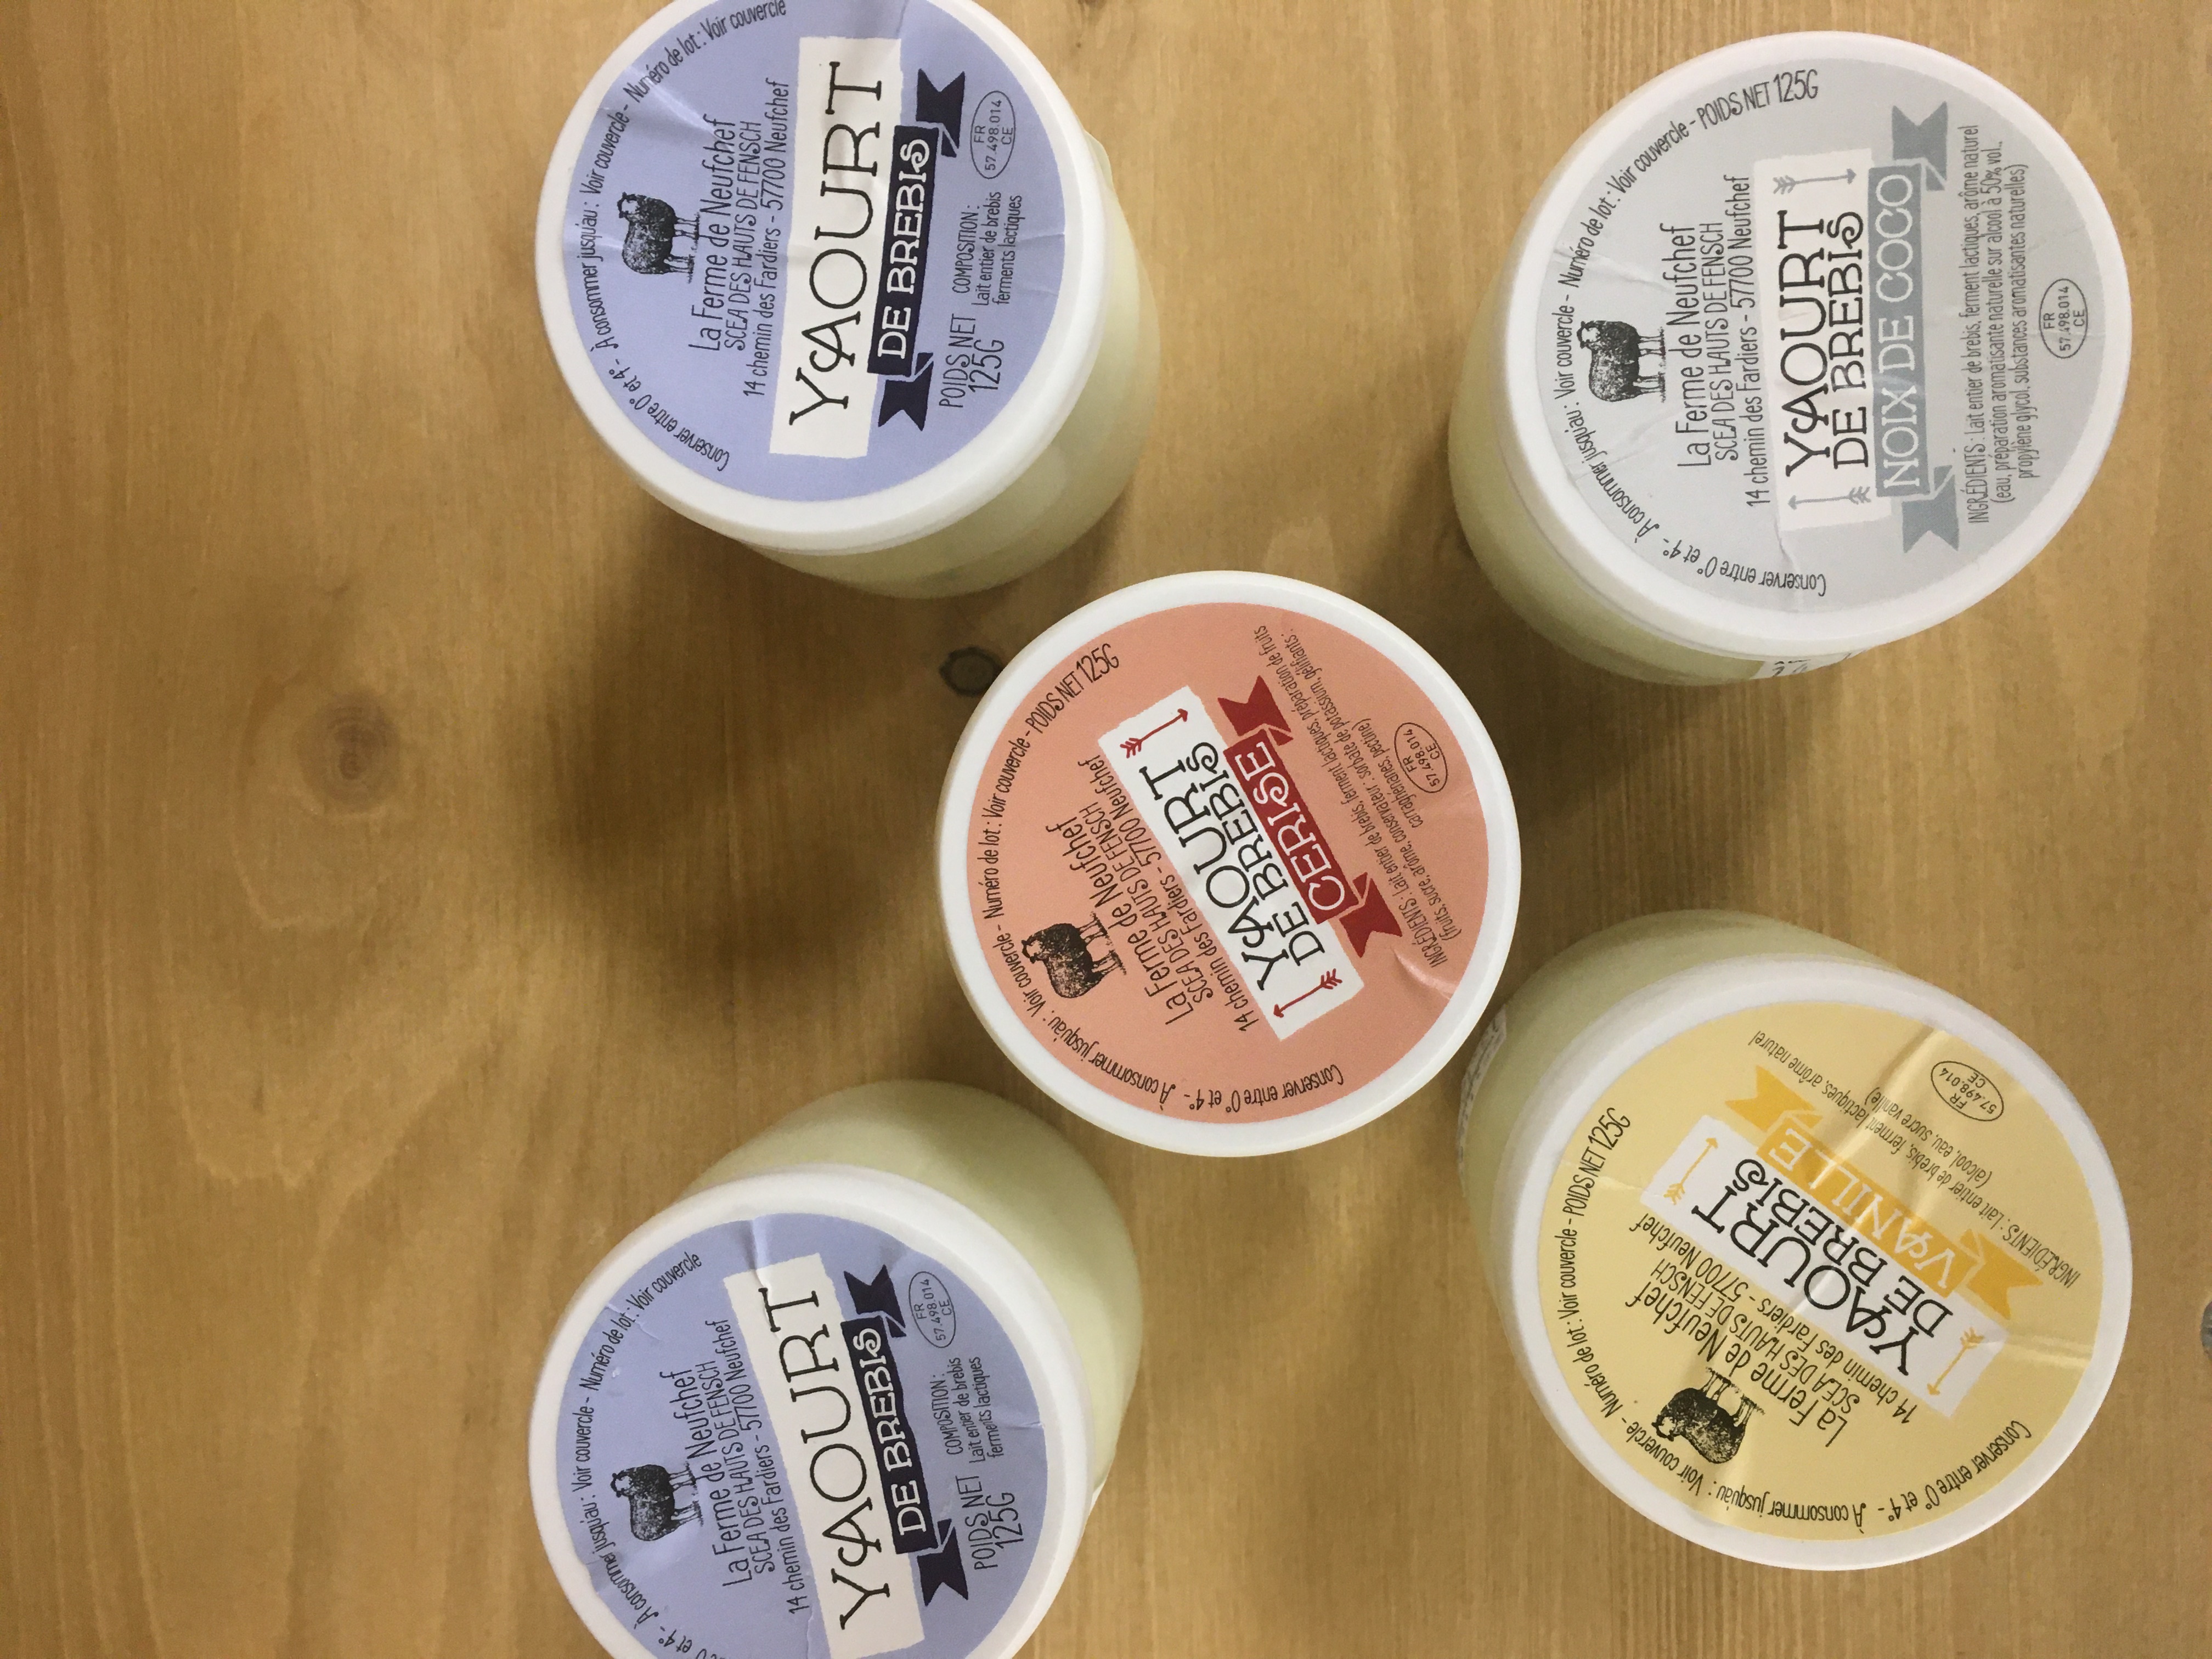 et 4° - À consommer jusqu'au : Voir couvercle - Numéro de lot : Voir couvercle
La Ferme de Neufchef
SCEA DES HAUTS DE FENSCH
14 chemin des Fardiers - 57700 Neufchef
YAOURT
DE BREBIS
POIDS NET
125G
COMPOSITION :
Lait entier de brebis
ferments lactiques
FR
57.498.014
CE
Conserver entre 0° et 4° - À consommer jusqu'au : Voir couvercle - Numéro de lot : Voir couvercle
La Ferme de Neufchef
SCEA DES HAUTS DE FENSCH
14 chemin des Fardiers - 57700 Neufchef
YAOURT
DE BREBIS
POIDS NET
125G
COMPOSITION :
Lait entier de brebis
ferments lactiques
FR
57.498.014
CE
Conserver entre 0° et 4° - À consommer jusqu'au : Voir couvercle - Numéro de lot : Voir couvercle - POIDS NET 125G
La Ferme de Neufchef
SCEA DES HAUTS DE FENSCH
14 chemin des Fardiers - 57700 Neufchef
YAOURT
DE BREBIS
CERISE
INGRÉDIENTS : Lait entier de brebis, ferment lactiques, préparation de fruits
(fruits, sucre, arôme, conservateur : sorbate de potassium, gélifiants :
carraghénanes, pectine)
FR
57.498.014
CE
Conserver entre 0° et 4° - À consommer jusqu'au : Voir couvercle - Numéro de lot : Voir couvercle - POIDS NET 125G
La Ferme de Neufchef
SCEA DES HAUTS DE FENSCH
14 chemin des Fardiers - 57700 Neufchef
YAOURT
DE BREBIS
VANILLE
INGRÉDIENTS : Lait entier de brebis, ferment lactiques, arôme naturel
(alcool, eau, sucre vanille)
FR
57.498.014
CE
Conserver entre 0° et 4° - À consommer jusqu'au : Voir couvercle - Numéro de lot : Voir couvercle - POIDS NET 125G
La Ferme de Neufchef
SCEA DES HAUTS DE FENSCH
14 chemin des Fardiers - 57700 Neufchef
YAOURT
DE BREBIS
NOIX DE COCO
INGRÉDIENTS : Lait entier de brebis, ferment lactiques, arôme naturel
(eau, préparation aromatisante naturelle sur alcool à 50% vol.,
propylène glycol, substances aromatisantes naturelles)
FR
57.498.014
CE